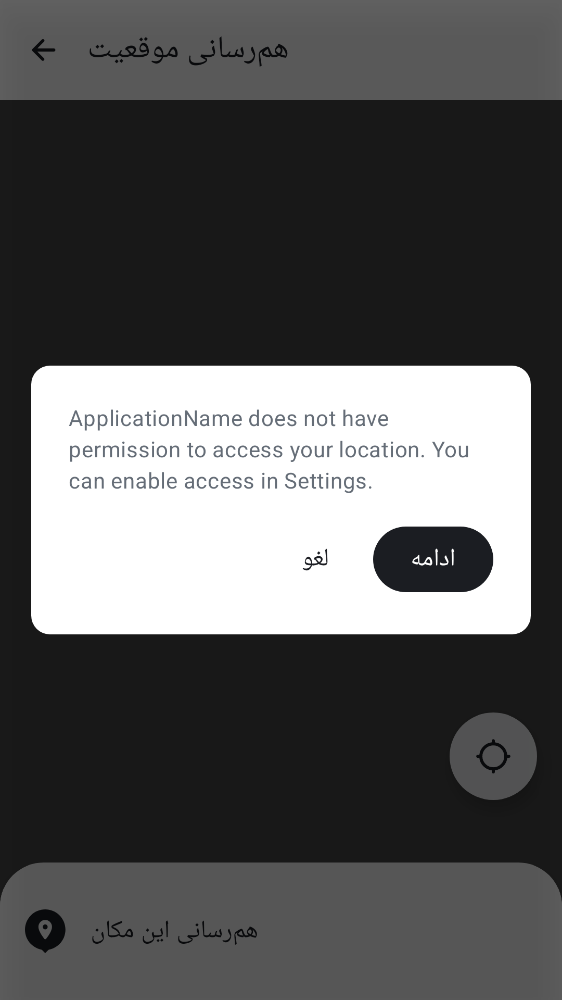 هم‌رسانی موقعیت
ApplicationName does not have
permission to access your location. You
can enable access in Settings.
لغو
ادامه
هم‌رسانی این مکان